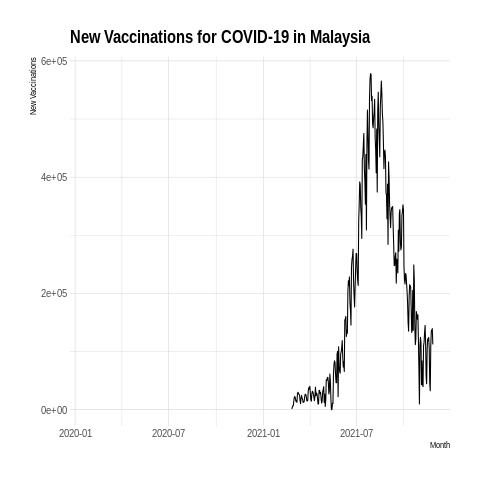 New Vaccinations for COVID-19 in Malaysia
New Vaccinations
6e+05
4e+05
2e+05
0e+00
2020-01 2020-07 2021-01 2021-07
Month